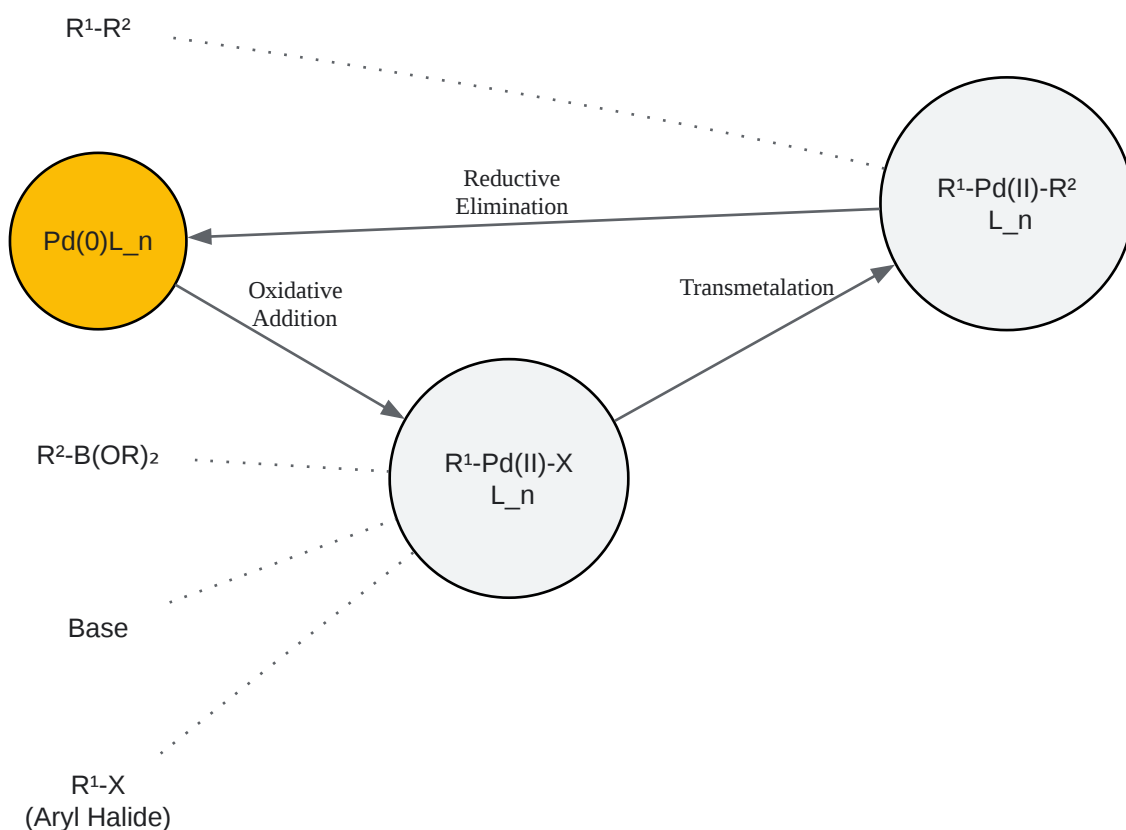 R¹-R²
Reductive
Elimination
R¹-Pd(II)-R²
L_n
Pd(0)L_n
Oxidative
Addition
Transmetalation
R²-B(OR)₂
R¹-Pd(II)-X
L_n
Base
R¹-X
(Aryl Halide)